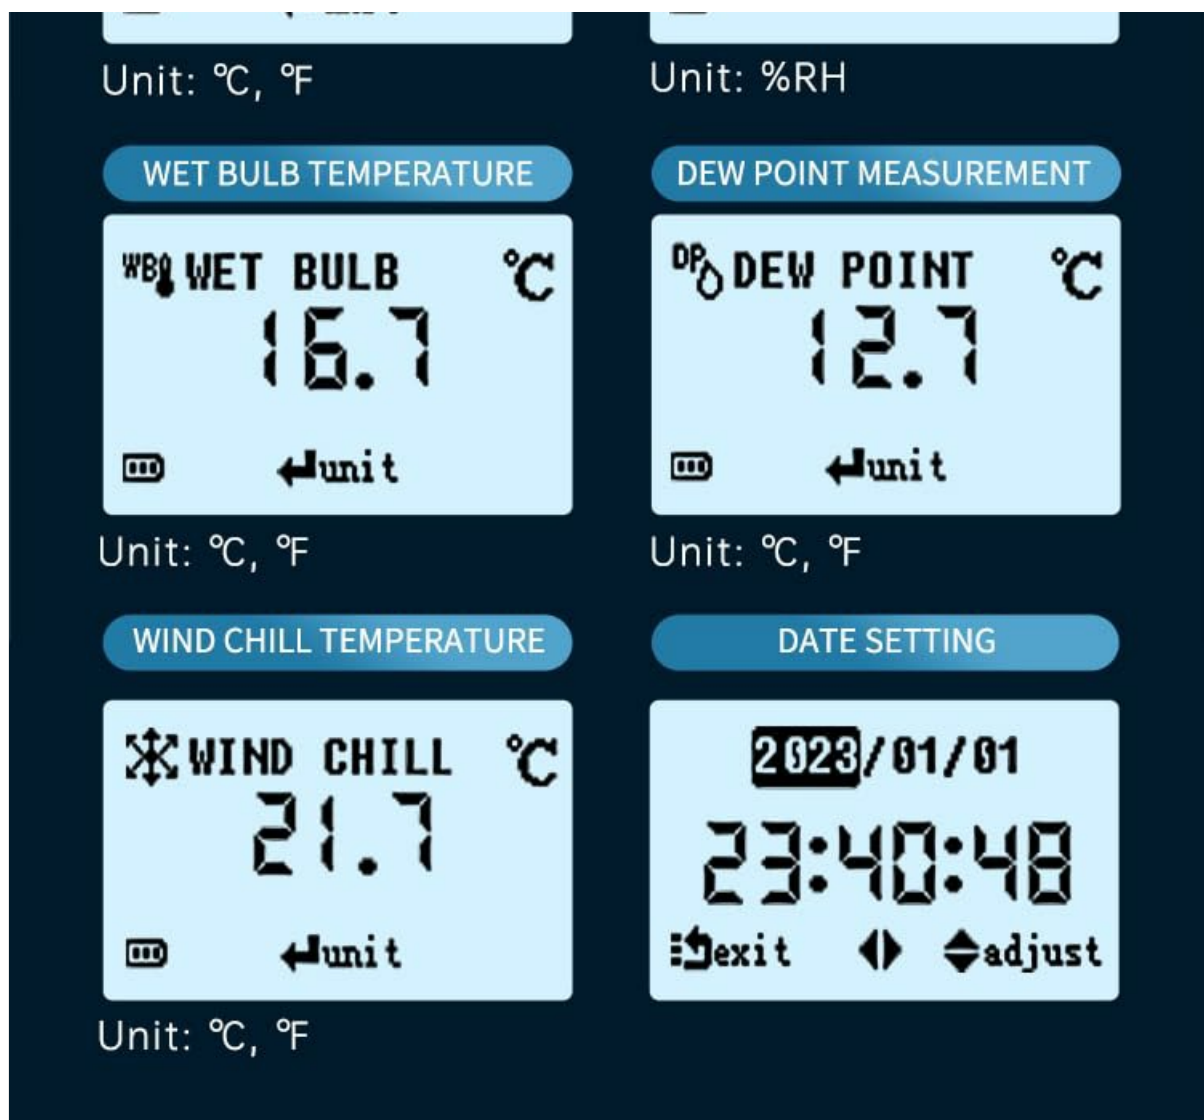 Unit: ℃, ℉
Unit: %RH
WET BULB TEMPERATURE
WB WET BULB ℃
16.7
unit
Unit: ℃, ℉
DEW POINT MEASUREMENT
DP DEW POINT ℃
12.7
unit
Unit: ℃, ℉
WIND CHILL TEMPERATURE
WIND CHILL ℃
21.7
unit
Unit: ℃, ℉
DATE SETTING
2023/01/01
23:40:48
exit adjust